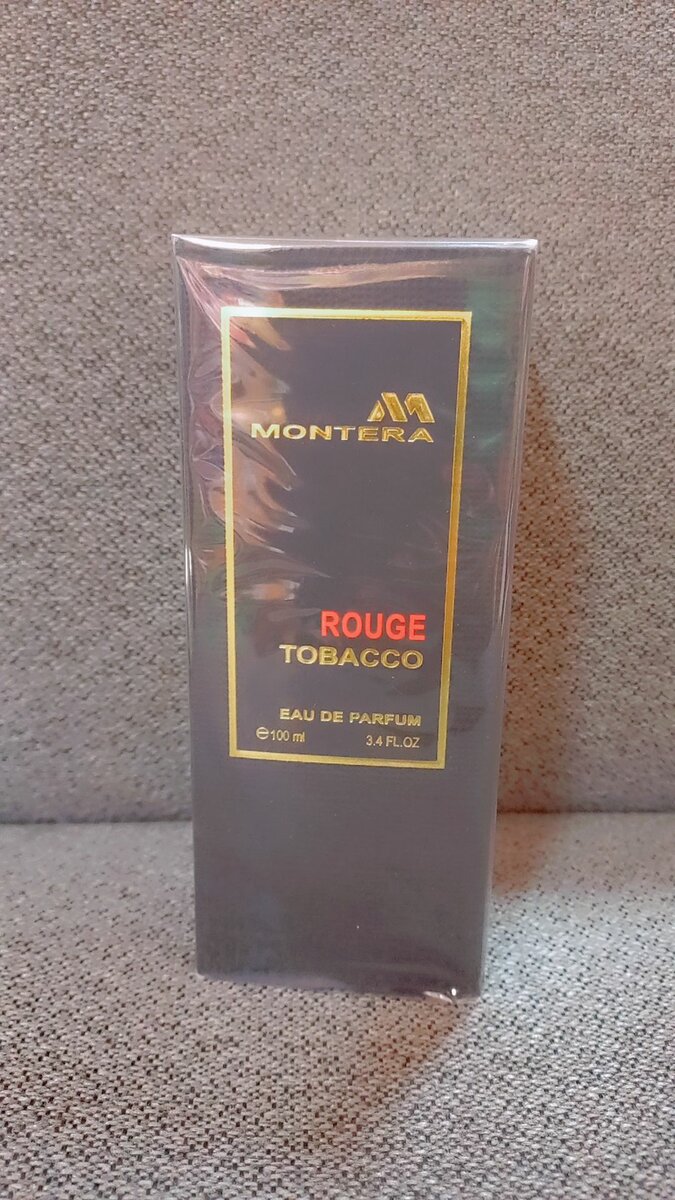 MONTERA
ROUGE
TOBACCO
EAU DE PARFUM
℮100 ml 3.4 FL.OZ